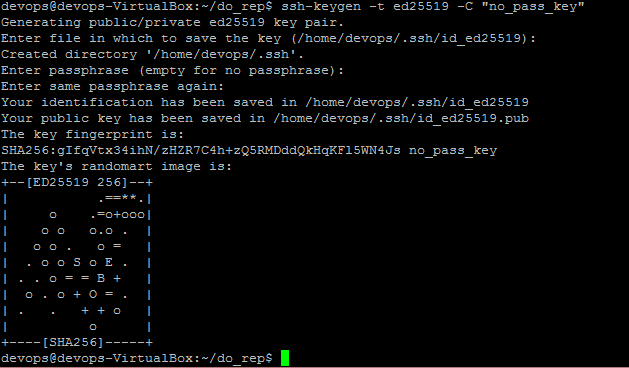 devops@devops-VirtualBox:~/do_rep$ ssh-keygen -t ed25519 -C "no_pass_key"
Generating public/private ed25519 key pair.
Enter file in which to save the key (/home/devops/.ssh/id_ed25519):
Created directory '/home/devops/.ssh'.
Enter passphrase (empty for no passphrase):
Enter same passphrase again:
Your identification has been saved in /home/devops/.ssh/id_ed25519
Your public key has been saved in /home/devops/.ssh/id_ed25519.pub
The key fingerprint is:
SHA256:gIfqVtx34ihN/zHZR7C4h+zQ5RMDddQkHqKFl5WN4Js no_pass_key
The key's randomart image is:
+--[ED25519 256]--+
|            .==**.|
|     o    .=o+ooo|
|    o o   o.o .  |
|   o o .   o =   |
|  . o o S o E .  |
| . . o = = B +   |
|  o . o + O = .  |
| .   .   + + o   |
|          o      |
+----[SHA256]-----+
devops@devops-VirtualBox:~/do_rep$